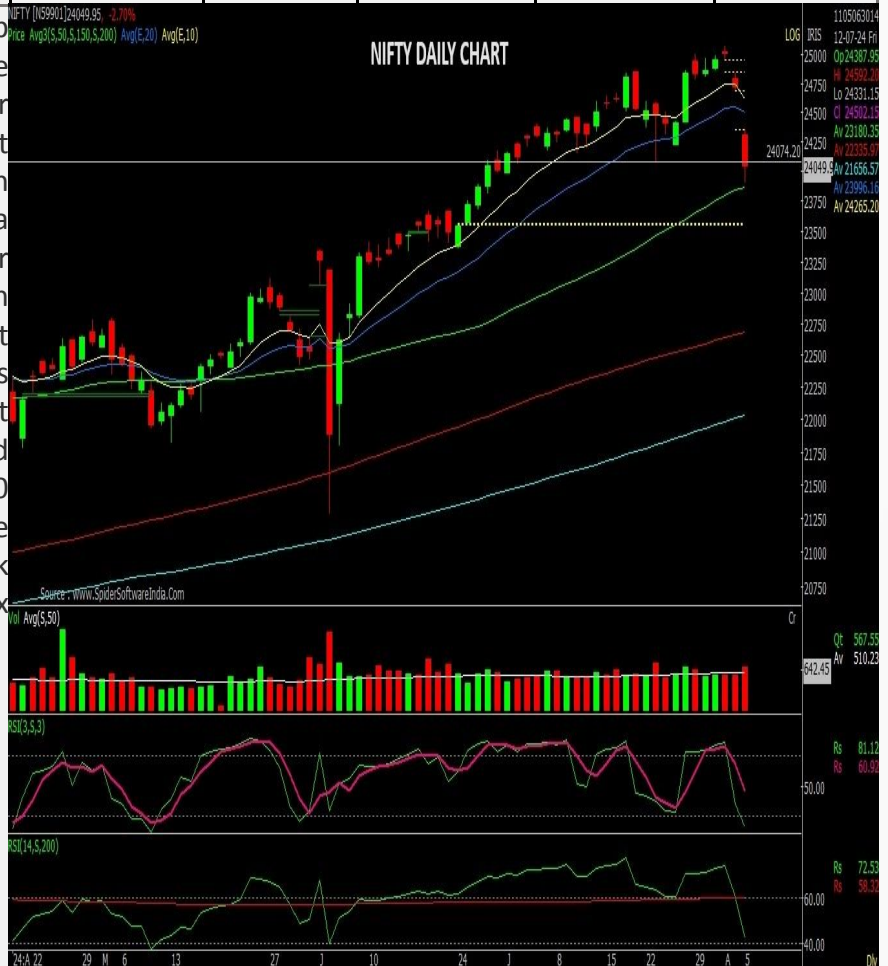 NIFTY [N59901]24049.95, -2.70%
Price Avg3(S,50,S,150,S,200) Avg(E,20) Avg(E,10)
NIFTY DAILY CHART
LOG
IRIS
1105063014
12-07-24 Fri
Op24387.95
Hi 24592.20
Lo 24331.15
Cl 24502.15
Av 23180.35
Av 22335.97
Av 21656.57
Av 23996.16
Av 24265.20
25000
24750
24500
24250
24074.20
24049.9
23750
23500
23250
23000
22750
22500
22250
22000
21750
21500
21250
21000
20750
Source : www.SpiderSoftwareIndia.Com
Vol Avg(S,50)
Cr
642.45
Qt 567.55
Av 510.23
RSI(3,S,3)
Rs 81.12
Rs 60.92
50.00
RSI(14,S,200)
Rs 72.53
Rs 58.32
60.00
40.00
24:A 22 29 M 6 13 27 J 10 24 J 8 15 22 29 A 5
Dly